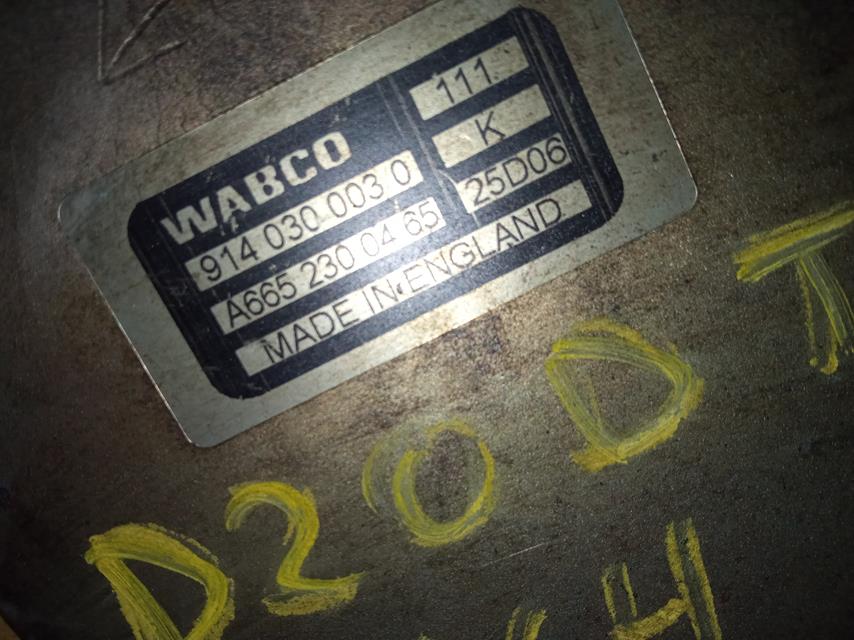 WABCO
111
914 030 003 0
K
A665 230 04 65
25D06
MADE IN ENGLAND
D20DT